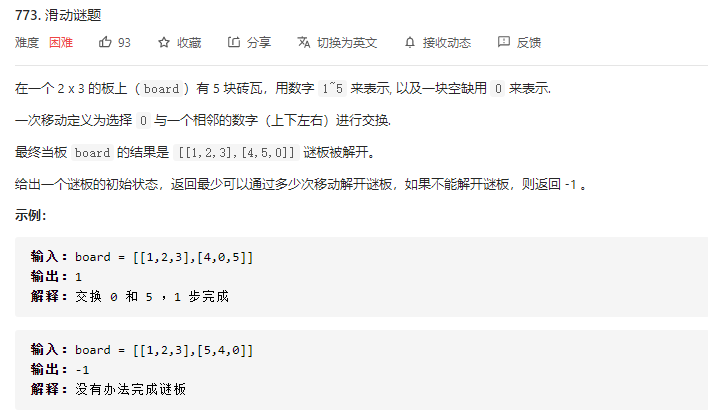 773. 滑动谜题
难度 困难 93 收藏 分享 切换为英文 接收动态 反馈
在一个 2 x 3 的板上（board）有 5 块砖瓦，用数字 1~5 来表示, 以及一块空缺用 0 来表示.
一次移动定义为选择 0 与一个相邻的数字（上下左右）进行交换.
最终当板 board 的结果是 [[1,2,3],[4,5,0]] 谜板被解开。
给出一个谜板的初始状态，返回最少可以通过多少次移动解开谜板，如果不能解开谜板，则返回 -1 。
示例：
输入：board = [[1,2,3],[4,0,5]]
输出：1
解释：交换 0 和 5 ，1 步完成
输入：board = [[1,2,3],[5,4,0]]
输出：-1
解释：没有办法完成谜板